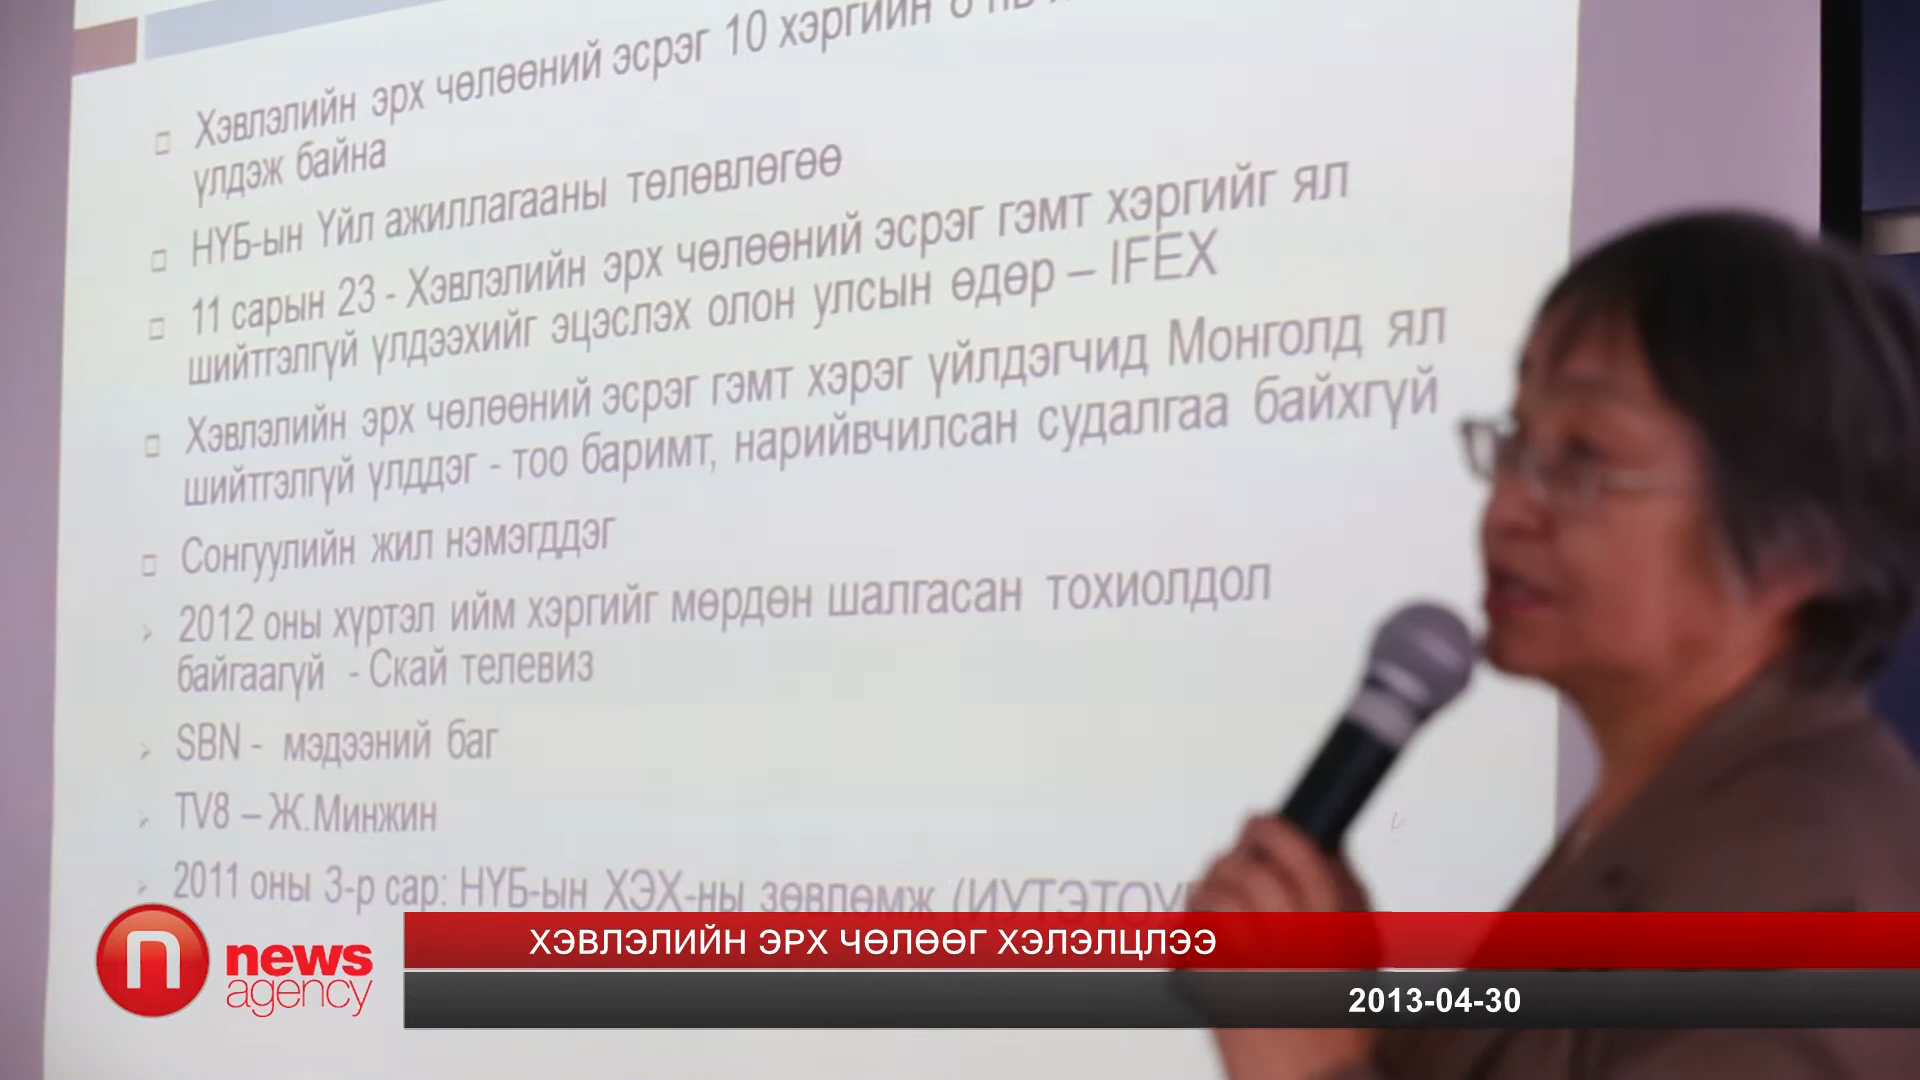 Хэвлэлийн эрх чөлөөний эсрэг 10 хэргийн 8
үлдэж байна
НҮБ-ын Үйл ажиллагааны төлөвлөгөө
11 сарын 23 - Хэвлэлийн эрх чөлөөний эсрэг гэмт хэргийг ял
шийтгэлгүй үлдээхийг эцэслэх олон улсын өдөр – IFEX
Хэвлэлийн эрх чөлөөний эсрэг гэмт хэрэг үйлдэгчид Монголд ял
шийтгэлгүй үлддэг - тоо баримт, нарийвчилсан судалгаа байхгүй
Сонгуулийн жил нэмэгддэг
2012 оны хүртэл ийм хэргийг мөрдөн шалгасан тохиолдол
байгаагүй - Скай телевиз
SBN - мэдээний баг
TV8 – Ж.Минжин
2011 оны 3-р сар: НҮБ-ын ХЭХ-ны зөвлөмж
news
agency
ХЭВЛЭЛИЙН ЭРХ ЧӨЛӨӨГ ХЭЛЭЛЦЛЭЭ
2013-04-30